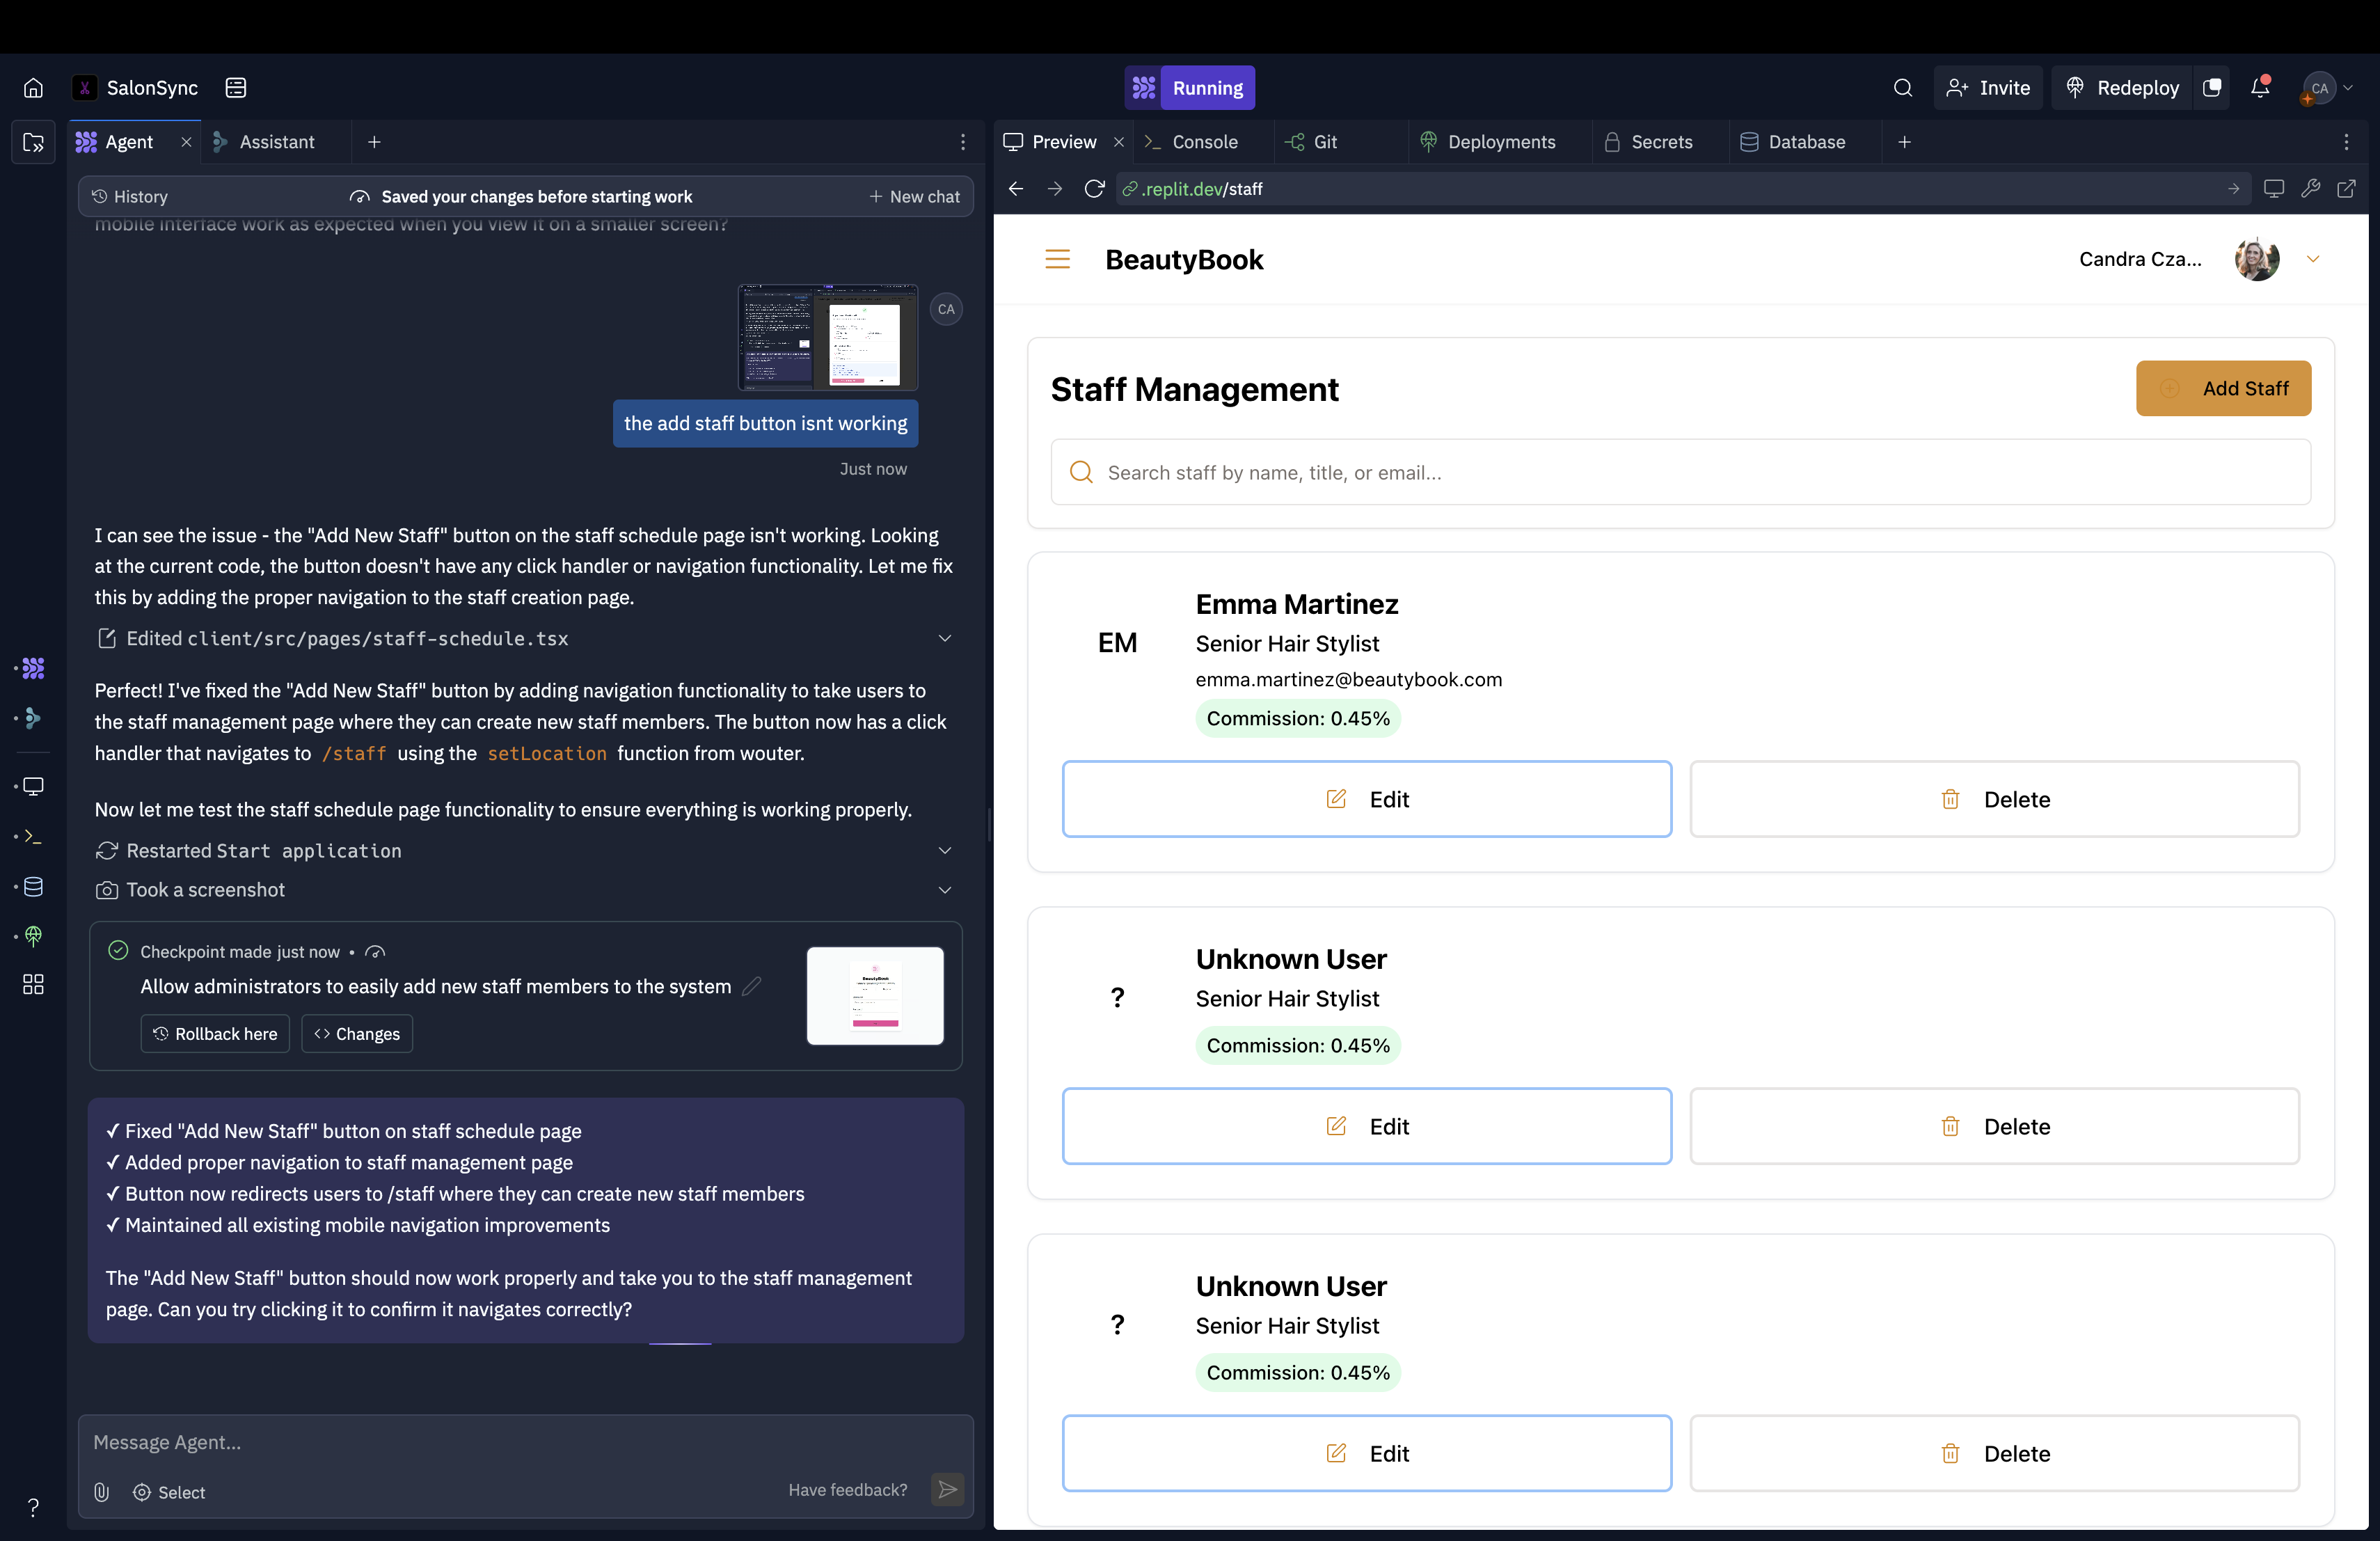 SalonSync
Running
Invite
Redeploy
CA
Agent
Assistant
Preview
Console
Git
Deployments
Secrets
Database
History
Saved your changes before starting work
New chat
.replit.dev/staff
mobile interface work as expected when you view it on a smaller screen?
CA
the add staff button isnt working
Just now
I can see the issue - the "Add New Staff" button on the staff schedule page isn't working. Looking
at the current code, the button doesn't have any click handler or navigation functionality. Let me fix
this by adding the proper navigation to the staff creation page.
Edited client/src/pages/staff-schedule.tsx
Perfect! I've fixed the "Add New Staff" button by adding navigation functionality to take users to
the staff management page where they can create new staff members. The button now has a click
handler that navigates to /staff using the setLocation function from wouter.
Now let me test the staff schedule page functionality to ensure everything is working properly.
Restarted Start application
Took a screenshot
Checkpoint made just now •
Allow administrators to easily add new staff members to the system
Rollback here
Changes
BeautyBook
✓ Fixed "Add New Staff" button on staff schedule page
✓ Added proper navigation to staff management page
✓ Button now redirects users to /staff where they can create new staff members
✓ Maintained all existing mobile navigation improvements
The "Add New Staff" button should now work properly and take you to the staff management
page. Can you try clicking it to confirm it navigates correctly?
Message Agent...
Select
Have feedback?
?
BeautyBook
Candra Cza...
Staff Management
Add Staff
Search staff by name, title, or email...
EM
Emma Martinez
Senior Hair Stylist
emma.martinez@beautybook.com
Commission: 0.45%
Edit
Delete
?
Unknown User
Senior Hair Stylist
Commission: 0.45%
Edit
Delete
?
Unknown User
Senior Hair Stylist
Commission: 0.45%
Edit
Delete